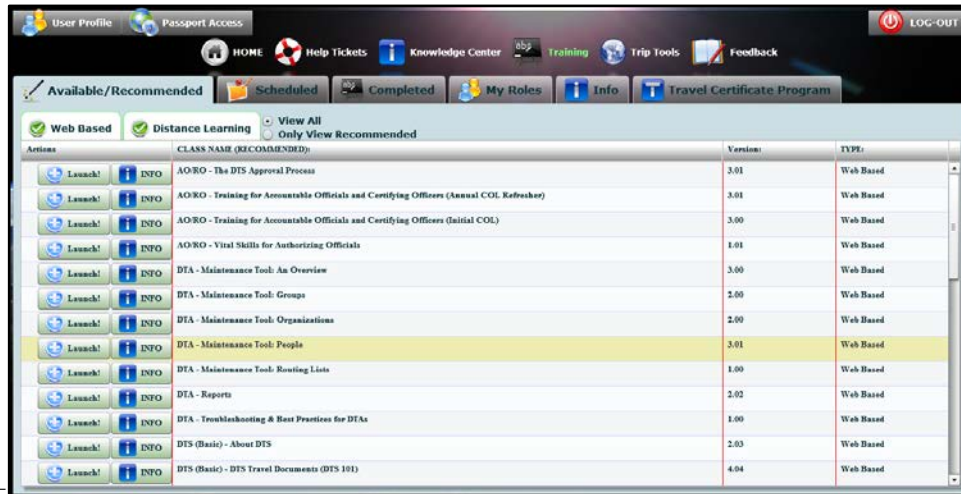 User Profile Passport Access LOG-OUT
HOME Help Tickets Knowledge Center abc Training Trip Tools Feedback
Available/Recommended Scheduled Completed My Roles Info Travel Certificate Program
Web Based Distance Learning View All
Only View Recommended
Actions CLASS NAME (RECOMMENDED): Version: TYPE:
Launch! INFO AO/RO - The DTS Approval Process 3.01 Web Based
Launch! INFO AO/RO - Training for Accountable Officials and Certifying Officers (Annual COL Refresher) 3.01 Web Based
Launch! INFO AO/RO - Training for Accountable Officials and Certifying Officers (Initial COL) 3.00 Web Based
Launch! INFO AO/RO - Vital Skills for Authorizing Officials 1.01 Web Based
Launch! INFO DTA - Maintenance Tool: An Overview 3.00 Web Based
Launch! INFO DTA - Maintenance Tool: Groups 2.00 Web Based
Launch! INFO DTA - Maintenance Tool: Organizations 2.00 Web Based
Launch! INFO DTA - Maintenance Tool: People 3.01 Web Based
Launch! INFO DTA - Maintenance Tool: Routing Lists 1.00 Web Based
Launch! INFO DTA - Reports 2.02 Web Based
Launch! INFO DTA - Troubleshooting & Best Practices for DTAs 1.00 Web Based
Launch! INFO DTS (Basic) - About DTS 2.03 Web Based
Launch! INFO DTS (Basic) - DTS Travel Documents (DTS 101) 4.04 Web Based